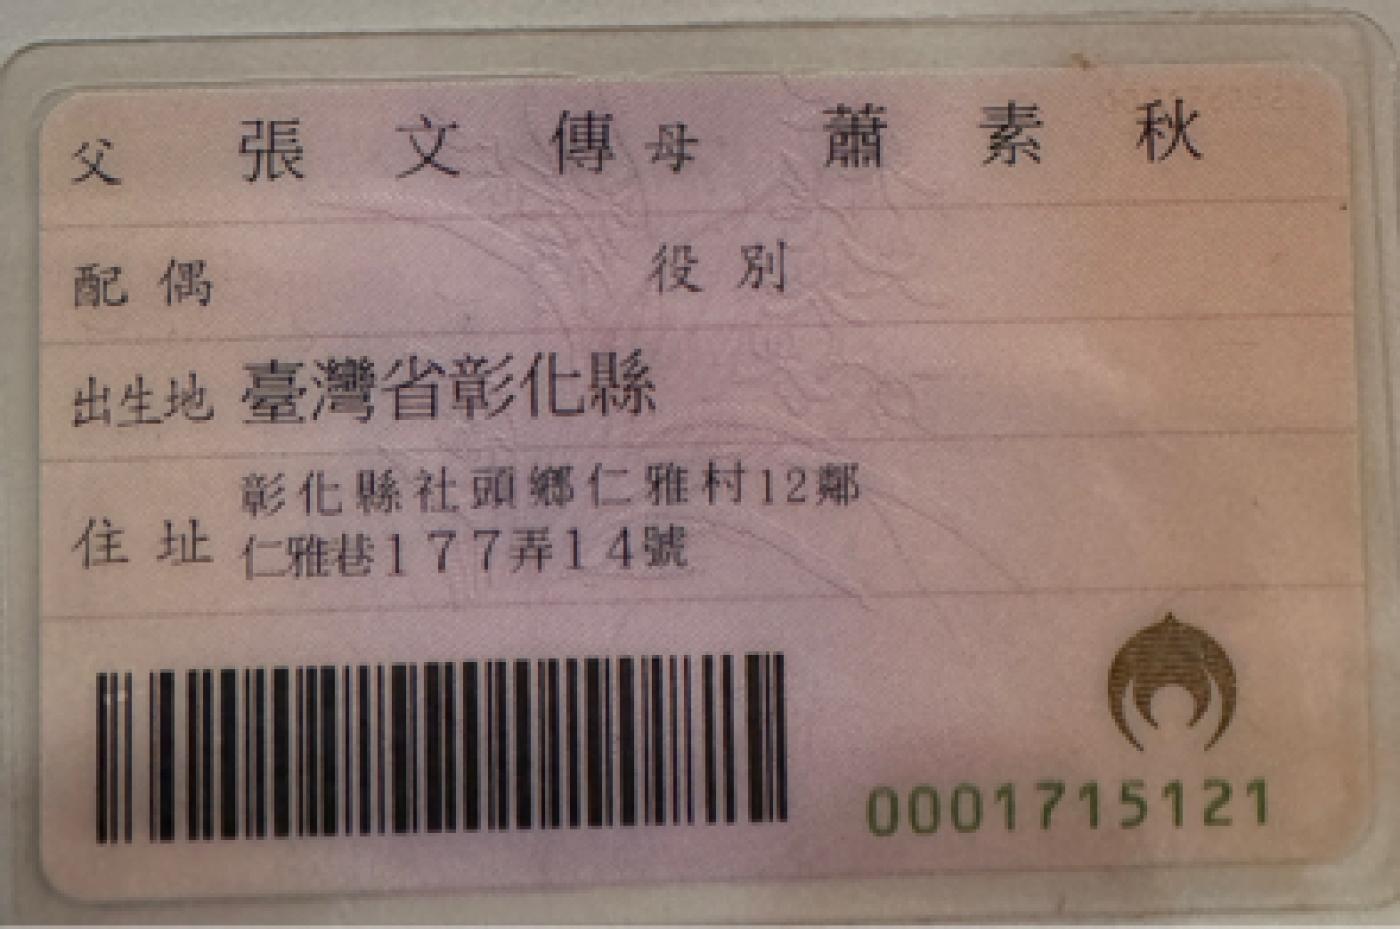 父 張文傳 母 蕭素秋
配偶 役別
出生地 臺灣省彰化縣
彰化縣社頭鄉仁雅村12鄰
住址 仁雅巷177弄14號
0001715121